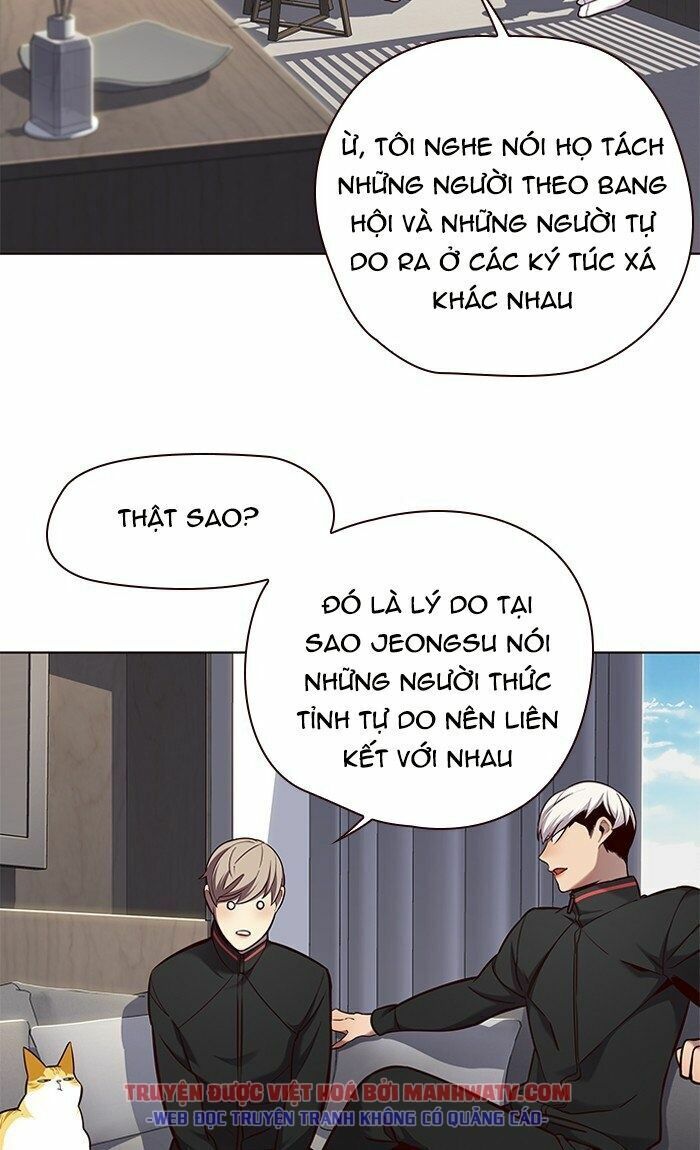 Ừ, TÔI NGHE NÓI HỌ TÁCH
NHỮNG NGƯỜI THEO BANG
HỘI VÀ NHỮNG NGƯỜI TỰ
DO RA Ở CÁC KÝ TÚC XÁ
KHÁC NHAU
THẬT SAO?
ĐÓ LÀ LÝ DO TẠI
SAO JEONGSU NÓI
NHỮNG NGƯỜI THỨC
TỈNH TỰ DO NÊN LIÊN
KẾT VỚI NHAU
TRUYỆN ĐƯỢC VIỆT HOÁ BỞI MANHWATV.COM
-WEB ĐỌC TRUYỆN TRANH KHÔNG CÓ QUẢNG CÁO-